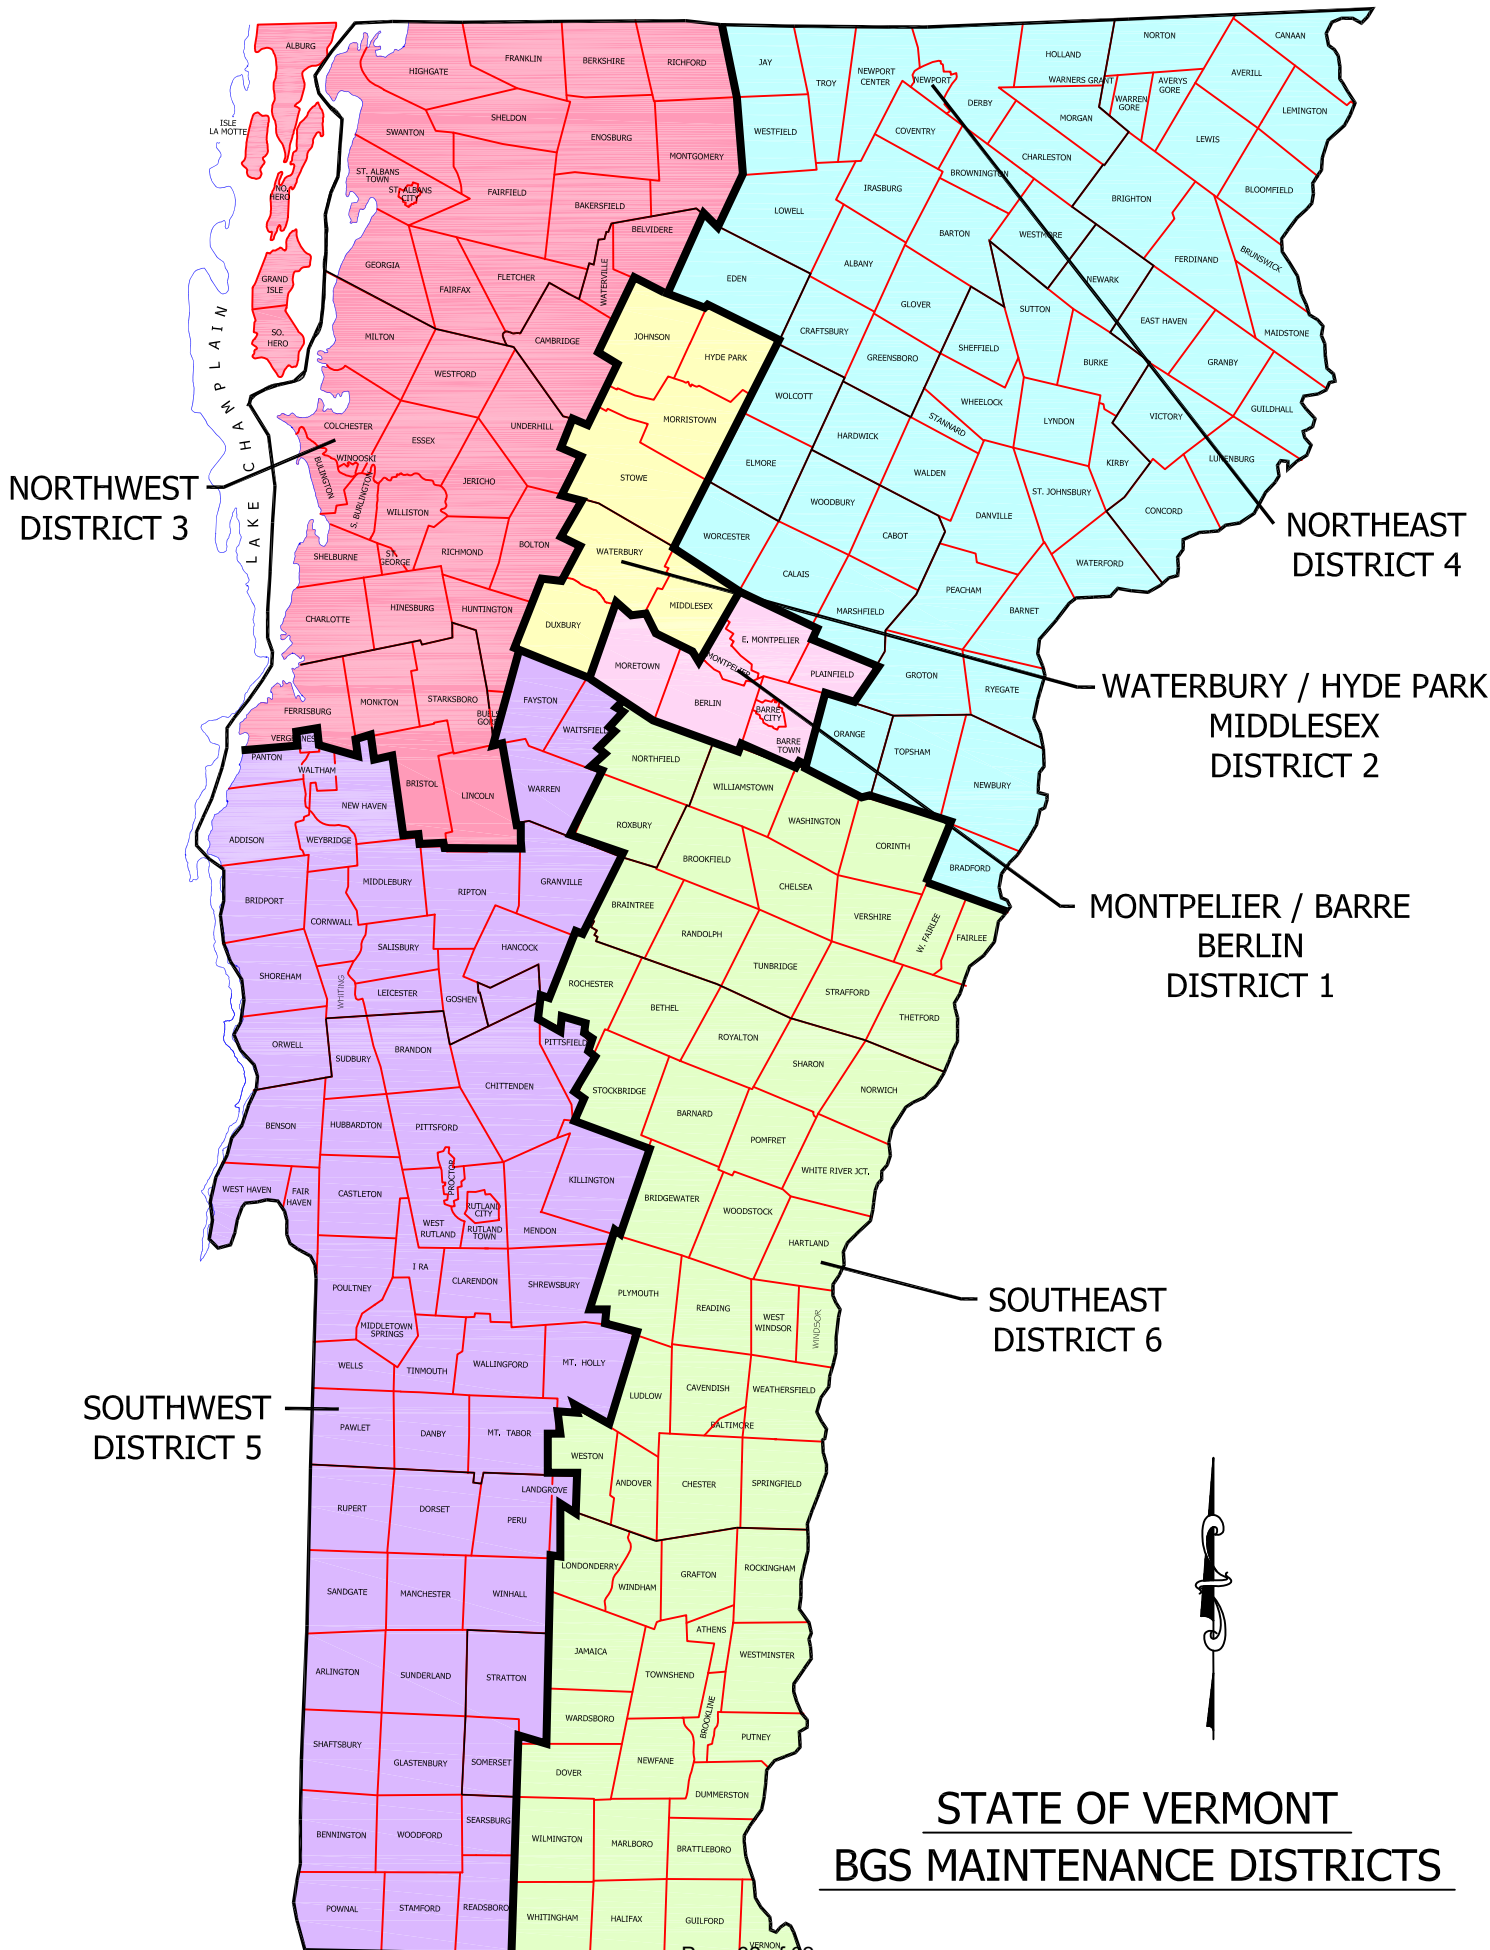 ALBURG
HIGHGATE
FRANKLIN
BERKSHIRE
RICHFORD
JAY
TROY
NEWPORT
CENTER
NEWPORT
DERBY
HOLLAND
NORTON
CANAAN
WARNERS GRANT
WARREN
GORE
AVERYS
GORE
AVERILL
LEMINGTON
ISLE
LA MOTTE
SWANTON
SHELDON
ENOSBURG
MONTGOMERY
WESTFIELD
COVENTRY
MORGAN
LEWIS
CHARLESTON
BROWNINGTON
BLOOMFIELD
NO.
HERO
ST. ALBANS
TOWN
ST. ALBANS
CITY
FAIRFIELD
BAKERSFIELD
BELVIDERE
IRASBURG
LOWELL
BRIGHTON
BARTON
WESTMORE
BRUNSWICK
FERDINAND
GRAND
ISLE
GEORGIA
FAIRFAX
FLETCHER
WATERVILLE
EDEN
ALBANY
NEWARK
GLOVER
SUTTON
EAST HAVEN
MAIDSTONE
SO.
HERO
MILTON
CAMBRIDGE
JOHNSON
HYDE PARK
CRAFTSBURY
GREENSBORO
SHEFFIELD
BURKE
GRANBY
WESTFORD
WOLCOTT
WHEELOCK
STANNARD
LYNDON
VICTORY
GUILDHALL
LAKE CHAMPLAIN
COLCHESTER
ESSEX
UNDERHILL
MORRISTOWN
HARDWICK
WINOOSKI
BULINGTON
S. BURLINGTON
JERICHO
STOWE
ELMORE
WALDEN
KIRBY
LUNENBURG
NORTHWEST
DISTRICT 3
WILLISTON
WOODBURY
DANVILLE
ST. JOHNSBURY
CONCORD
NORTHEAST
DISTRICT 4
SHELBURNE
ST.
GEORGE
RICHMOND
BOLTON
WATERBURY
WORCESTER
CABOT
WATERFORD
CALAIS
PEACHAM
CHARLOTTE
HINESBURG
HUNTINGTON
DUXBURY
MIDDLESEX
MARSHFIELD
BARNET
E. MONTPELIER
MORETOWN
MONTPELIER
PLAINFIELD
GROTON
RYEGATE
WATERBURY / HYDE PARK
MIDDLESEX
DISTRICT 2
FERRISBURG
MONKTON
STARKSBORO
BUELS
GORE
FAYSTON
WAITSFIELD
BERLIN
BARRE
CITY
BARRE
TOWN
ORANGE
TOPSHAM
VERGENNES
PANTON
WALTHAM
BRISTOL
LINCOLN
WARREN
NORTHFIELD
WILLIAMSTOWN
NEWBURY
NEW HAVEN
ADDISON
WEYBRIDGE
ROXBURY
WASHINGTON
CORINTH
BROOKFIELD
BRADFORD
MIDDLEBURY
RIPTON
GRANVILLE
CHELSEA
BRIDPORT
CORNWALL
BRAINTREE
VERSHIRE
W. FAIRLEE
FAIRLEE
MONTPELIER / BARRE
BERLIN
DISTRICT 1
SALISBURY
HANCOCK
RANDOLPH
TUNBRIDGE
SHOREHAM
WHITING
LEICESTER
GOSHEN
ROCHESTER
BETHEL
STRAFFORD
THETFORD
ORWELL
SUDBURY
BRANDON
PITTSFIELD
ROYALTON
SHARON
CHITTENDEN
STOCKBRIDGE
NORWICH
BENSON
HUBBARDTON
PITTSFORD
BARNARD
POMFRET
WHITE RIVER JCT.
WEST HAVEN
FAIR
HAVEN
CASTLETON
PROCTOR
KILLINGTON
BRIDGEWATER
WOODSTOCK
WEST
RUTLAND
RUTLAND
CITY
RUTLAND
TOWN
MENDON
HARTLAND
I RA
POULTNEY
CLARENDON
SHREWSBURY
PLYMOUTH
READING
WEST
WINDSOR
WINDSOR
SOUTHEAST
DISTRICT 6
MIDDLETOWN
SPRINGS
WELLS
TINMOUTH
WALLINGFORD
MT. HOLLY
LUDLOW
CAVENDISH
WEATHERSFIELD
BALTIMORE
SOUTHWEST
DISTRICT 5
PAWLET
DANBY
MT. TABOR
WESTON
ANDOVER
CHESTER
SPRINGFIELD
LANDGROVE
RUPERT
DORSET
PERU
LONDONDERRY
WINDHAM
GRAFTON
ROCKINGHAM
SANDGATE
MANCHESTER
WINHALL
ATHENS
JAMAICA
TOWNSHEND
WESTMINSTER
ARLINGTON
SUNDERLAND
STRATTON
WARDSBORO
BROOKLINE
PUTNEY
SHAFTSBURY
GLASTENBURY
SOMERSET
DOVER
NEWFANE
DUMMERSTON
BENNINGTON
WOODFORD
SEARSBURG
WILMINGTON
MARLBORO
BRATTLEBORO
STATE OF VERMONT
BGS MAINTENANCE DISTRICTS
POWNAL
STAMFORD
READSBORO
WHITINGHAM
HALIFAX
GUILFORD
VERNON